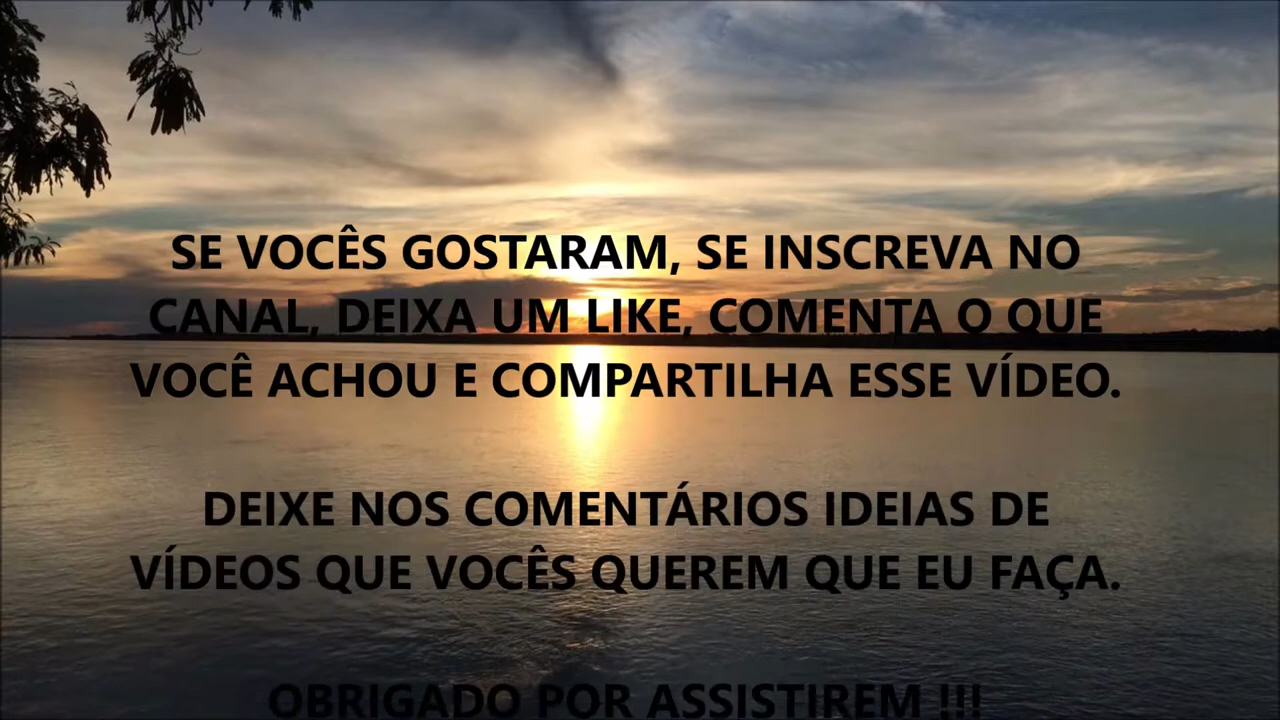 SE VOCÊS GOSTARAM, SE INSCREVA NO
CANAL, DEIXA UM LIKE, COMENTA O QUE
VOCÊ ACHOU E COMPARTILHA ESSE VÍDEO.
DEIXE NOS COMENTÁRIOS IDEIAS DE
VÍDEOS QUE VOCÊS QUEREM QUE EU FAÇA.
OBRIGADO POR ASSISTIREM !!!